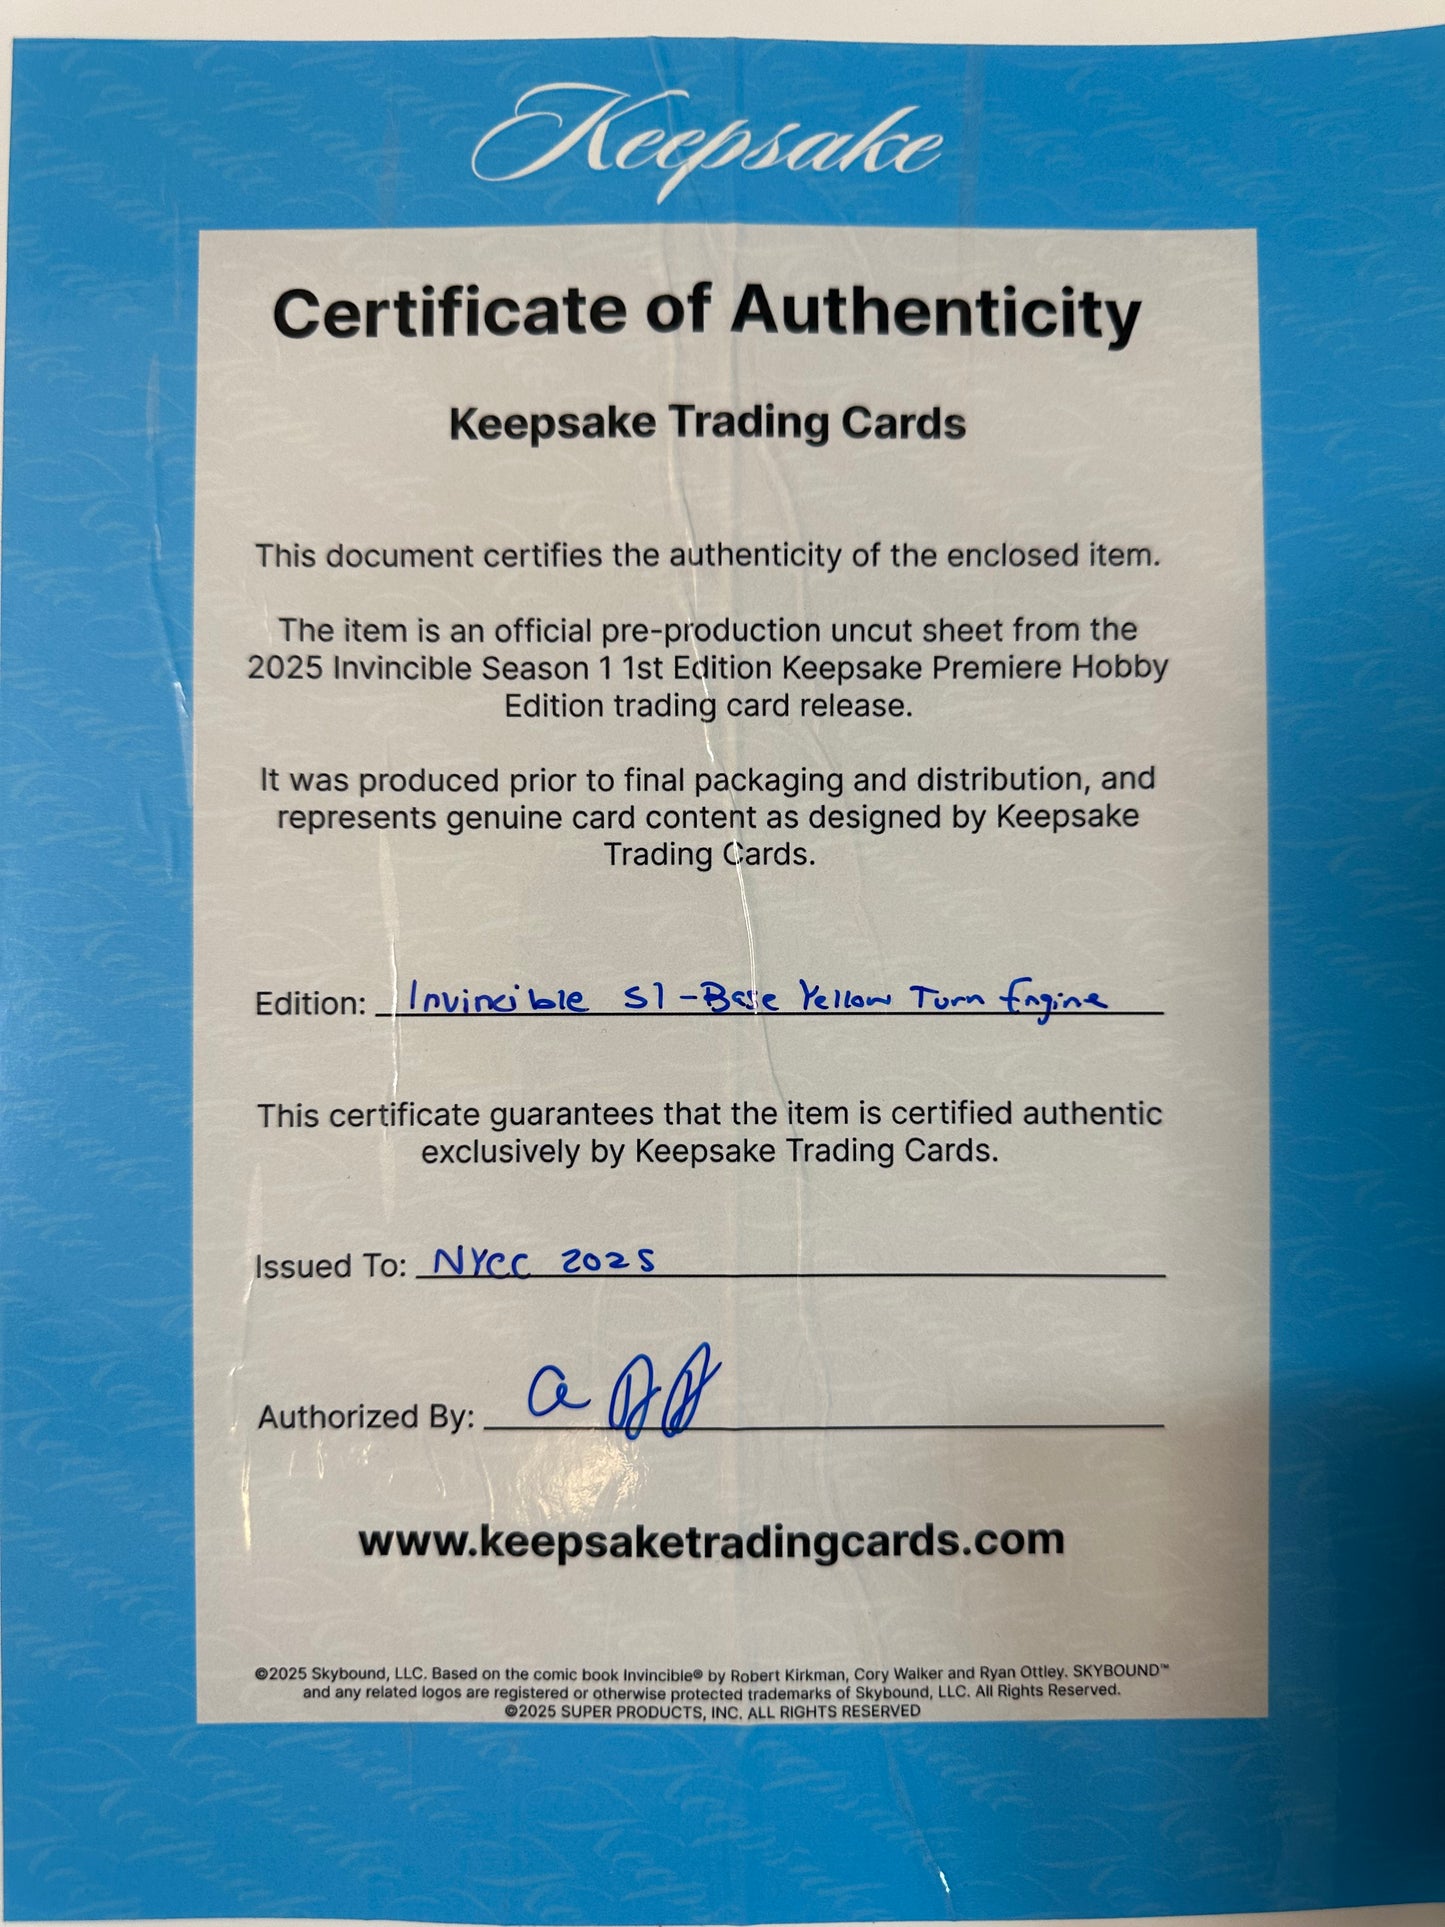 Keepsake
Certificate of Authenticity
Keepsake Trading Cards
This document certifies the authenticity of the enclosed item.
The item is an official pre-production uncut sheet from the
2025 Invincible Season 1 1st Edition Keepsake Premiere Hobby
Edition trading card release.
It was produced prior to final packaging and distribution, and
represents genuine card content as designed by Keepsake
Trading Cards.
Edition: Invincible S1 - Base Yellow Turn Engine
This certificate guarantees that the item is certified authentic
exclusively by Keepsake Trading Cards.
Issued To: NYCC 2025
Authorized By:
www.keepsaketradingcards.com
©2025 Skybound, LLC. Based on the comic book Invincible® by Robert Kirkman, Cory Walker and Ryan Ottley. SKYBOUND™
and any related logos are registered or otherwise protected trademarks of Skybound, LLC. All Rights Reserved.
©2025 SUPER PRODUCTS, INC. ALL RIGHTS RESERVED